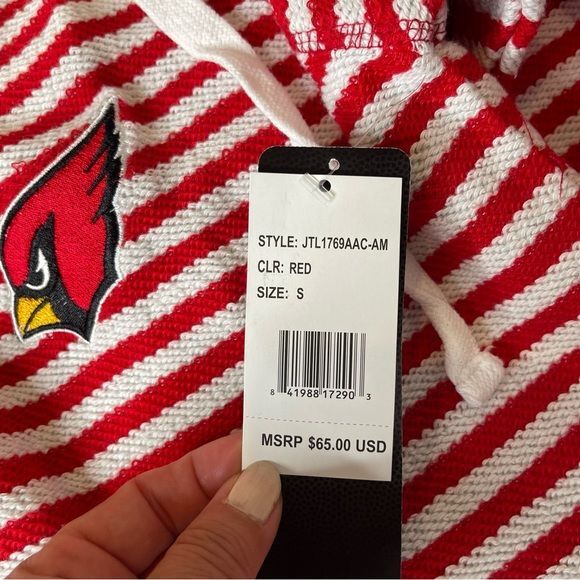 STYLE: JTL1769AAC-AM
CLR: RED
SIZE: S
8 41988 17290 3
MSRP $65.00 USD